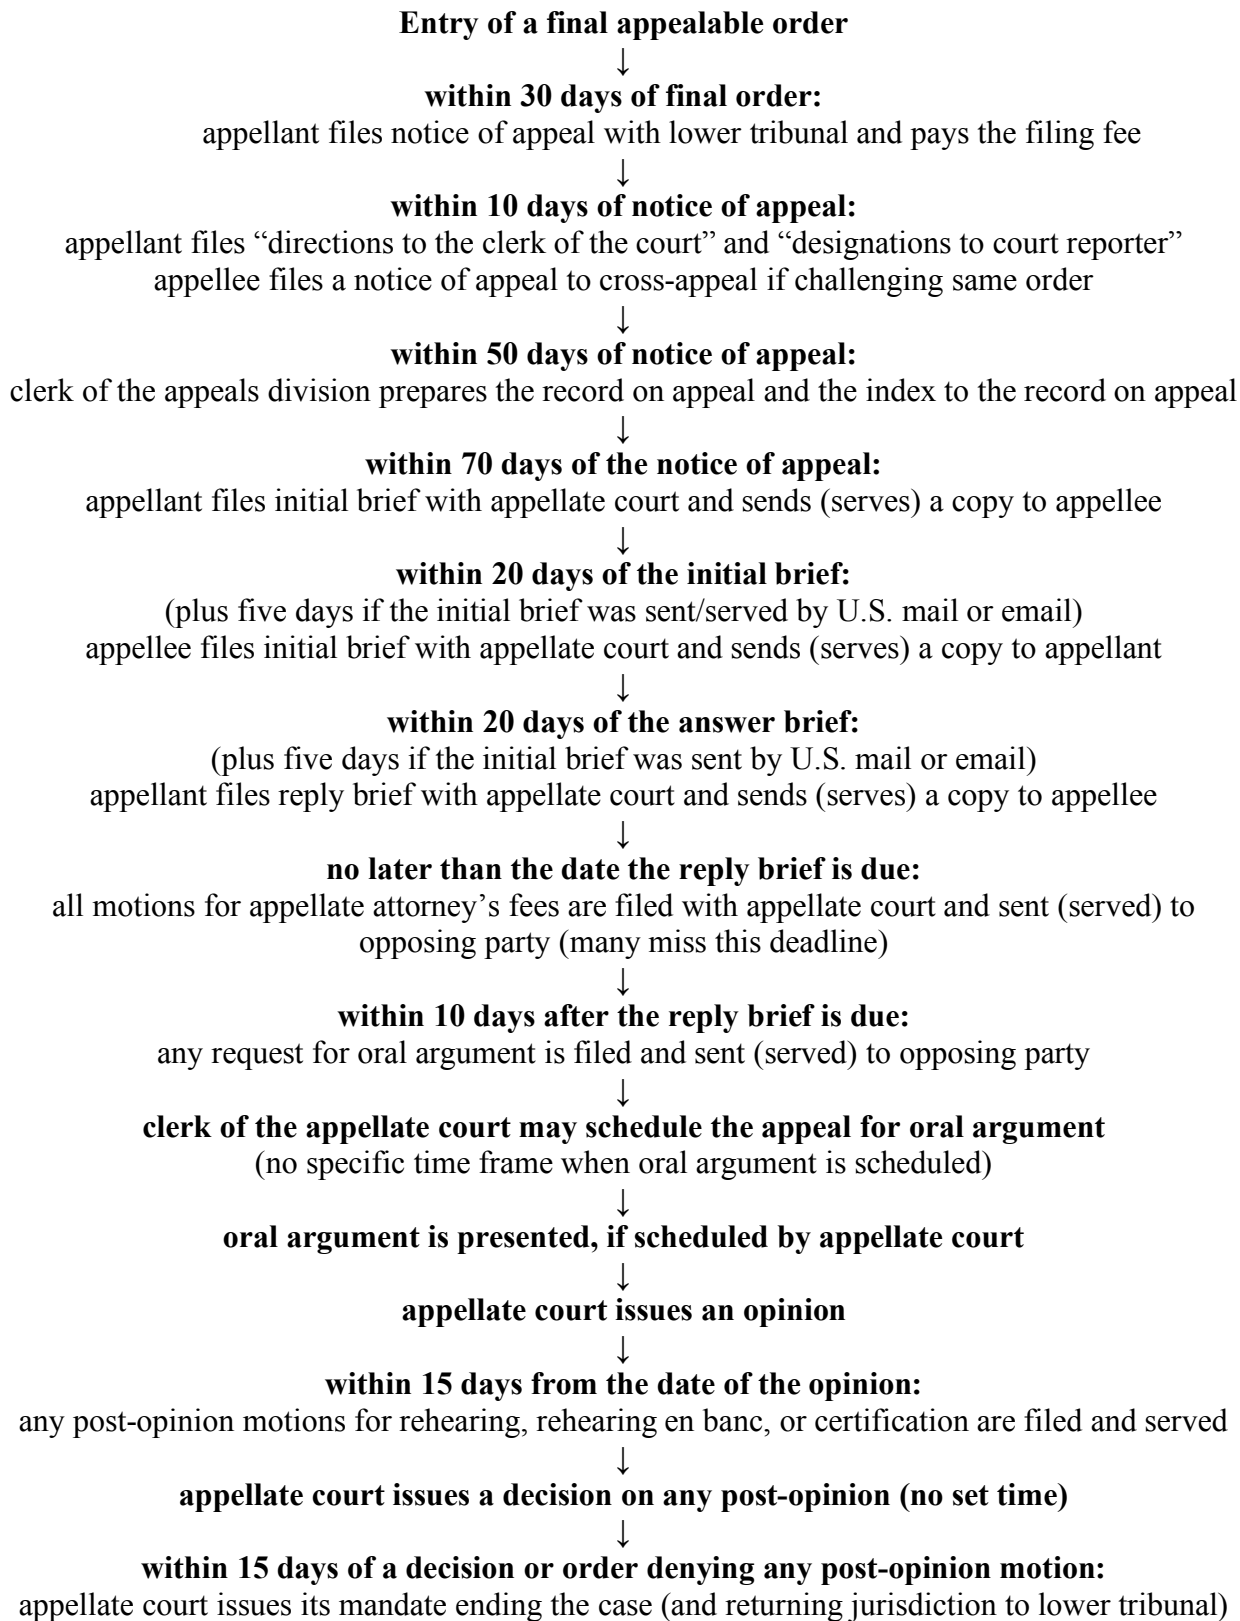 Entry of a final appealable order
↓
within 30 days of final order:
appellant files notice of appeal with lower tribunal and pays the filing fee
↓
within 10 days of notice of appeal:
appellant files “directions to the clerk of the court” and “designations to court reporter”
appellee files a notice of appeal to cross-appeal if challenging same order
↓
within 50 days of notice of appeal:
clerk of the appeals division prepares the record on appeal and the index to the record on appeal
↓
within 70 days of the notice of appeal:
appellant files initial brief with appellate court and sends (serves) a copy to appellee
↓
within 20 days of the initial brief:
(plus five days if the initial brief was sent/served by U.S. mail or email)
appellee files initial brief with appellate court and sends (serves) a copy to appellant
↓
within 20 days of the answer brief:
(plus five days if the initial brief was sent by U.S. mail or email)
appellant files reply brief with appellate court and sends (serves) a copy to appellee
↓
no later than the date the reply brief is due:
all motions for appellate attorney’s fees are filed with appellate court and sent (served) to
opposing party (many miss this deadline)
↓
within 10 days after the reply brief is due:
any request for oral argument is filed and sent (served) to opposing party
↓
clerk of the appellate court may schedule the appeal for oral argument
(no specific time frame when oral argument is scheduled)
↓
oral argument is presented, if scheduled by appellate court
↓
appellate court issues an opinion
↓
within 15 days from the date of the opinion:
any post-opinion motions for rehearing, rehearing en banc, or certification are filed and served
↓
appellate court issues a decision on any post-opinion (no set time)
↓
within 15 days of a decision or order denying any post-opinion motion:
appellate court issues its mandate ending the case (and returning jurisdiction to lower tribunal)